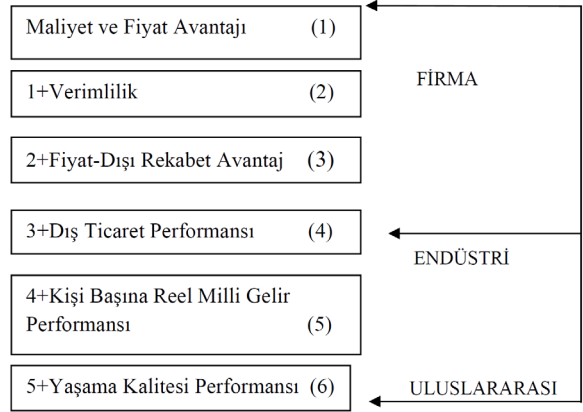 Maliyet ve Fiyat Avantajı (1)
FİRMA
1+Verimlilik (2)
2+Fiyat-Dışı Rekabet Avantaj (3)
3+Dış Ticaret Performansı (4)
ENDÜSTRİ
4+Kişi Başına Reel Milli Gelir
Performansı (5)
5+Yaşama Kalitesi Performansı (6)
ULUSLARARASI